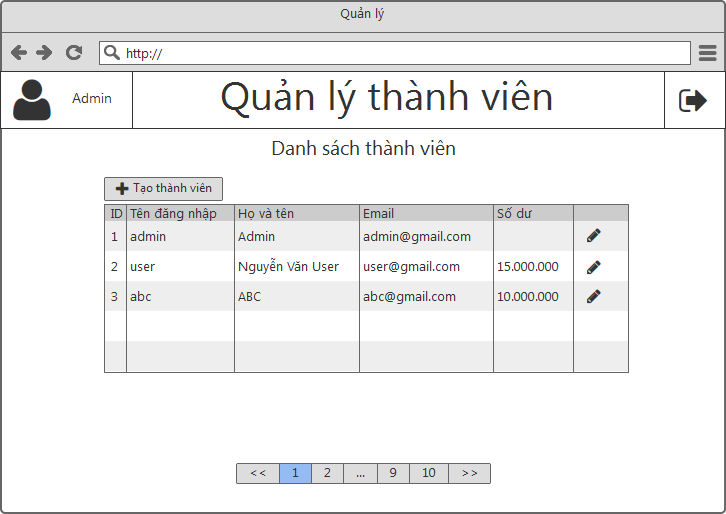 Quản lý
http://
Admin
Quản lý thành viên
Danh sách thành viên
Tạo thành viên
ID Tên đăng nhập Họ và tên Email Số dư
1 admin Admin admin@gmail.com
2 user Nguyễn Văn User user@gmail.com 15.000.000
3 abc ABC abc@gmail.com 10.000.000
<< 1 2 ... 9 10 >>